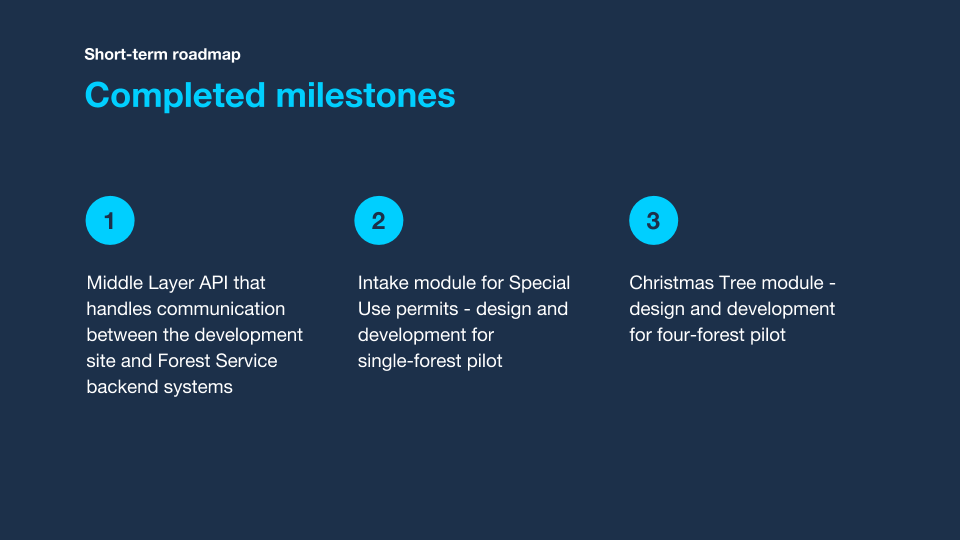 Short-term roadmap
Completed milestones
1
Middle Layer API that
handles communication
between the development
site and Forest Service
backend systems
2
Intake module for Special
Use permits - design and
development for
single-forest pilot
3
Christmas Tree module -
design and development
for four-forest pilot